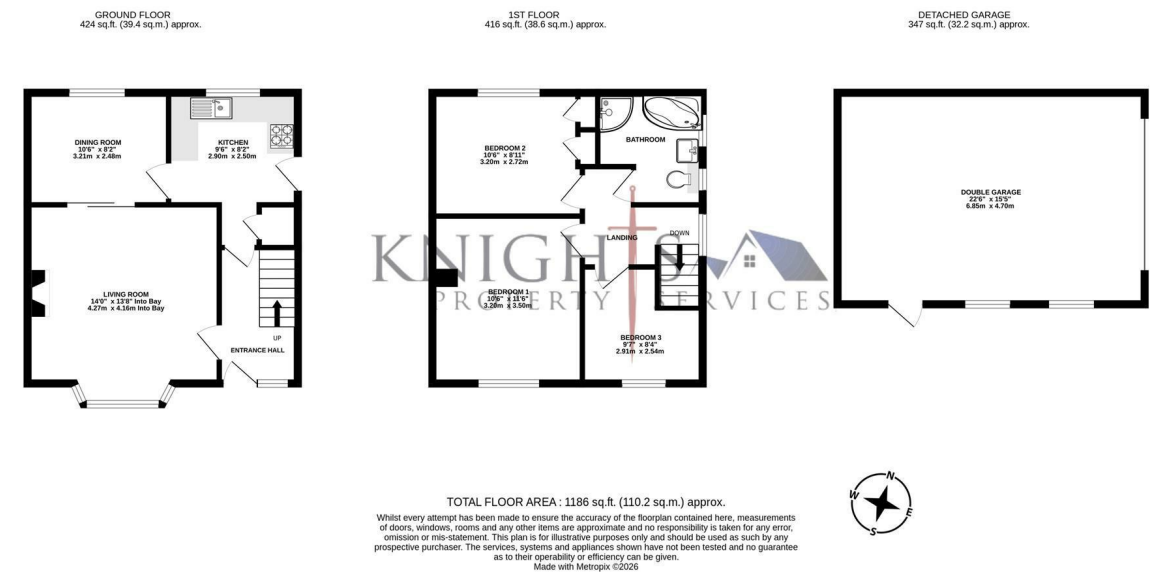 GROUND FLOOR
424 sq.ft. (39.4 sq.m.) approx.
1ST FLOOR
416 sq.ft. (38.6 sq.m.) approx.
DETACHED GARAGE
347 sq.ft. (32.2 sq.m.) approx.
DINING ROOM
10'6" x 8'2"
3.21m x 2.48m
KITCHEN
9'6" x 8'2"
2.90m x 2.50m
LIVING ROOM
14'0" x 13'8" Into Bay
4.27m x 4.16m Into Bay
UP
ENTRANCE HALL
BEDROOM 2
10'6" x 8'11"
3.20m x 2.72m
BATHROOM
LANDING
DOWN
BEDROOM 1
10'6" x 11'6"
3.20m x 3.50m
BEDROOM 3
9'7" x 8'4"
2.91m x 2.54m
DOUBLE GARAGE
22'6" x 15'5"
6.85m x 4.70m
KNIGHTS
PROPERTY SERVICES
N
W
E
S
TOTAL FLOOR AREA : 1186 sq.ft. (110.2 sq.m.) approx.
Whilst every attempt has been made to ensure the accuracy of the floorplan contained here, measurements
of doors, windows, rooms and any other items are approximate and no responsibility is taken for any error,
omission or mis-statement. This plan is for illustrative purposes only and should be used as such by any
prospective purchaser. The services, systems and appliances shown have not been tested and no guarantee
as to their operability or efficiency can be given.
Made with Metropix ©2026